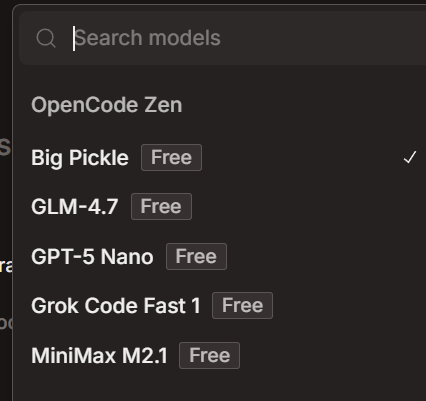 Search models
OpenCode Zen
Big Pickle Free
GLM-4.7 Free
GPT-5 Nano Free
Grok Code Fast 1 Free
MiniMax M2.1 Free